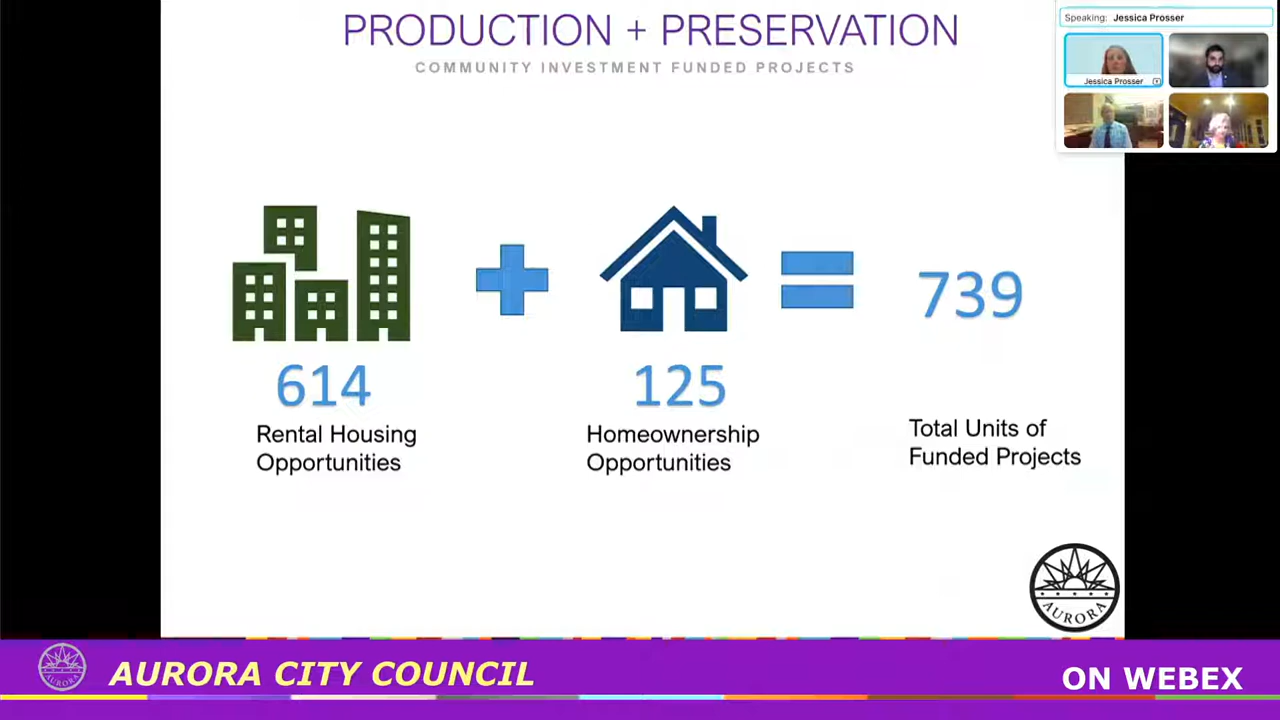 PRODUCTION + PRESERVATION
COMMUNITY INVESTMENT FUNDED PROJECTS
Speaking: Jessica Prosser
Jessica Prosser
614
Rental Housing
Opportunities
125
Homeownership
Opportunities
739
Total Units of
Funded Projects
AURORA
AURORA CITY COUNCIL
ON WEBEX